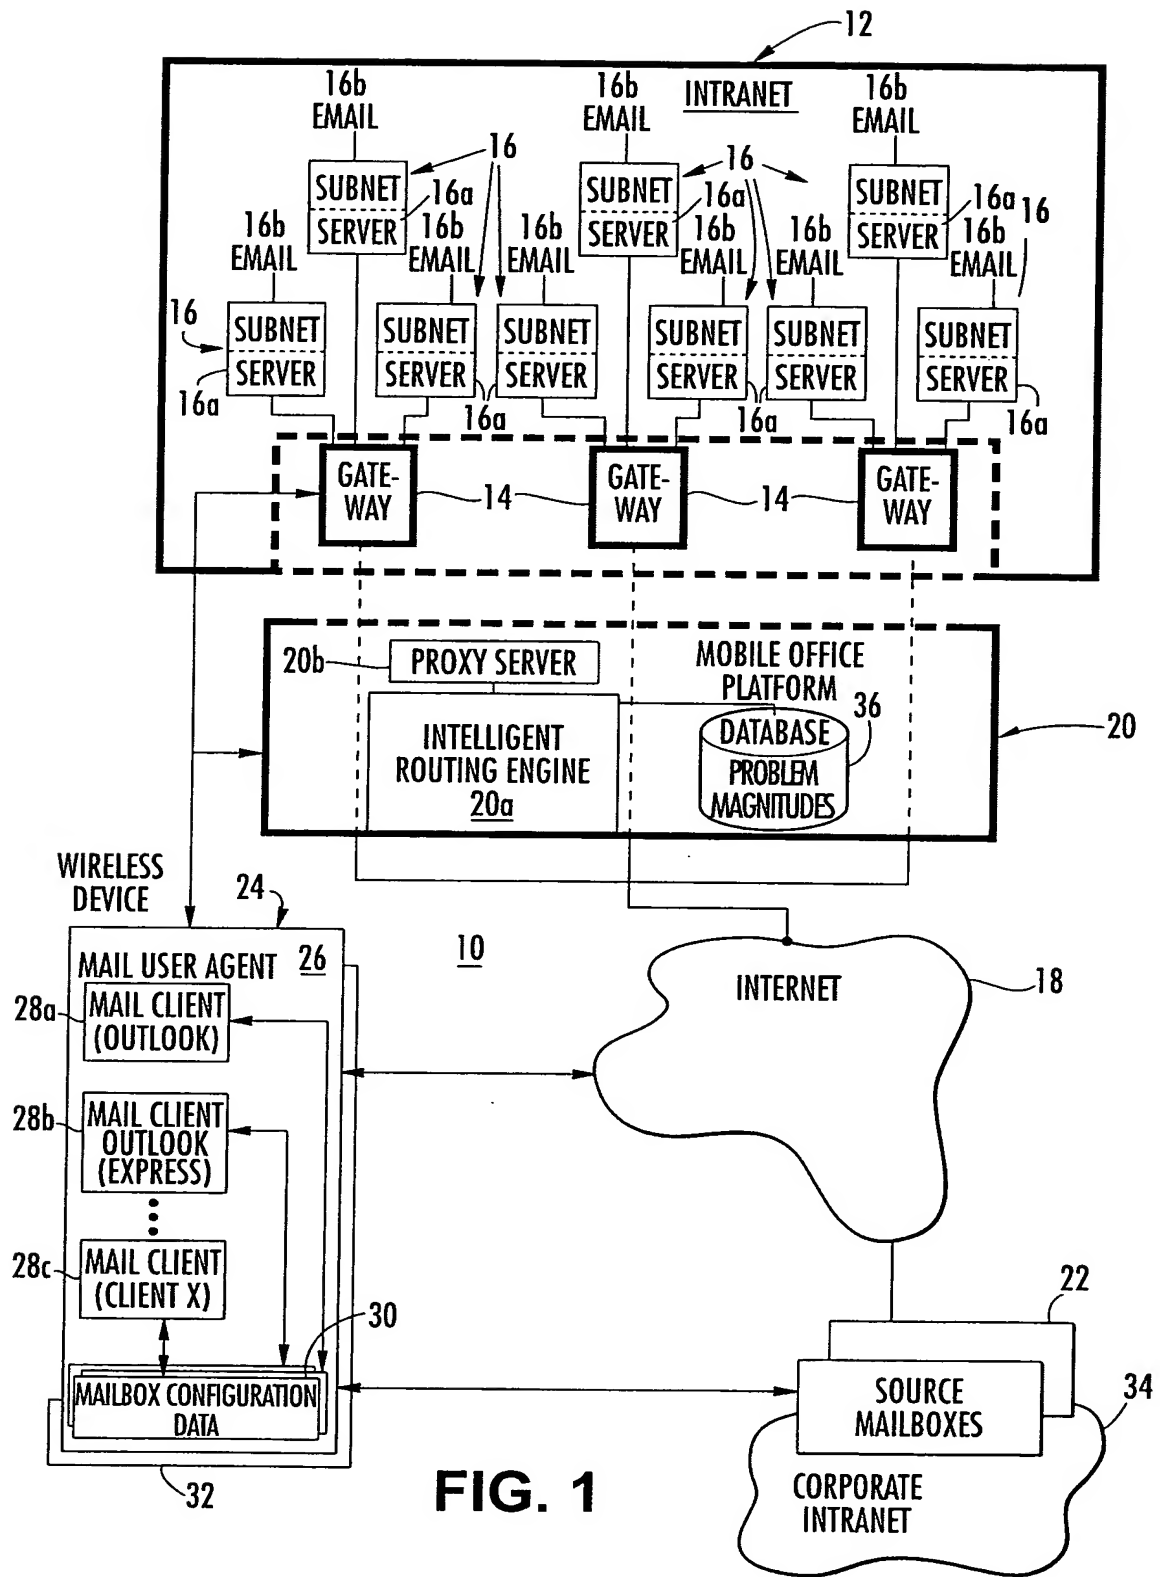 12
INTRANET
16b
EMAIL
16b
EMAIL
16b
EMAIL
16
16
SUBNET
SERVER
16a
SUBNET
SERVER
16a
SUBNET
SERVER
16a
16
16b
EMAIL
16b
EMAIL
16b
EMAIL
16b
EMAIL
16b
EMAIL
16b
EMAIL
16
16a
SUBNET
SERVER
SUBNET
SERVER
16a
SUBNET
SERVER
SUBNET
SERVER
16a
SUBNET
SERVER
SUBNET
SERVER
16a
GATE-
WAY
14
GATE-
WAY
14
GATE-
WAY
20b
PROXY SERVER
MOBILE OFFICE
PLATFORM
36
20
INTELLIGENT
ROUTING ENGINE
20a
DATABASE
PROBLEM
MAGNITUDES
WIRELESS
DEVICE
24
10
MAIL USER AGENT
26
28a
MAIL CLIENT
(OUTLOOK)
INTERNET
18
28b
MAIL CLIENT
OUTLOOK
(EXPRESS)
28c
MAIL CLIENT
(CLIENT X)
30
MAILBOX CONFIGURATION
DATA
32
22
SOURCE
MAILBOXES
34
CORPORATE
INTRANET
FIG. 1